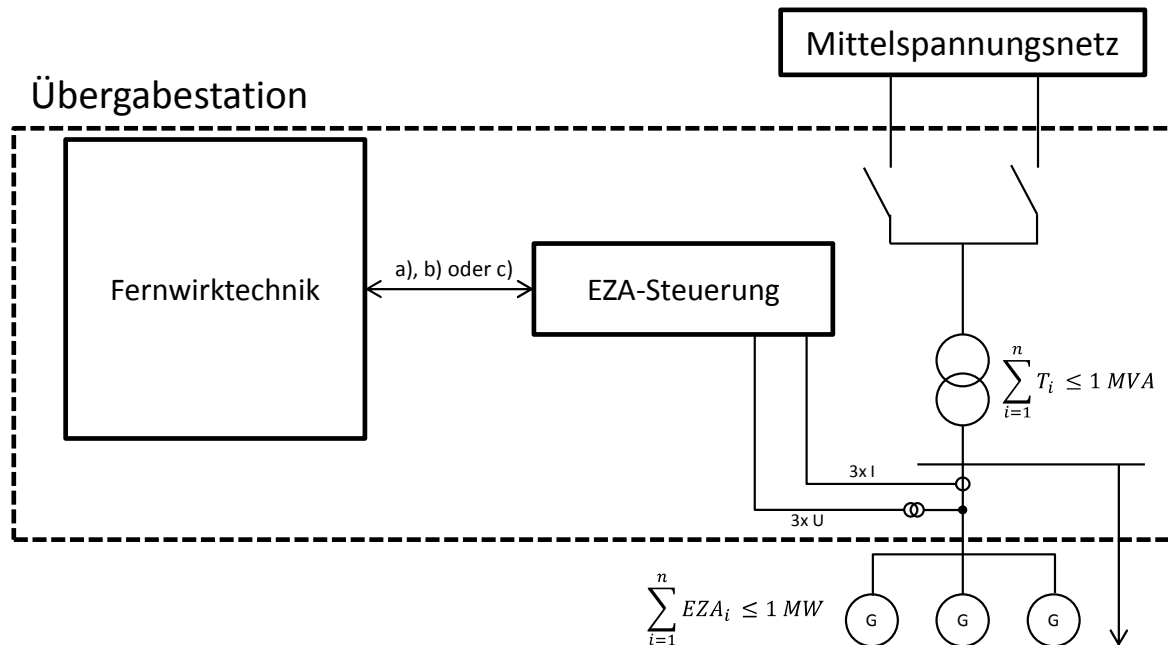 Mittelspannungsnetz
Übergabestation
Fernwirktechnik
a), b) oder c)
EZA-Steuerung
n
∑ T_i ≤ 1 MVA
i=1
3x I
3x U
n
∑ EZA_i ≤ 1 MW
i=1
G
G
G